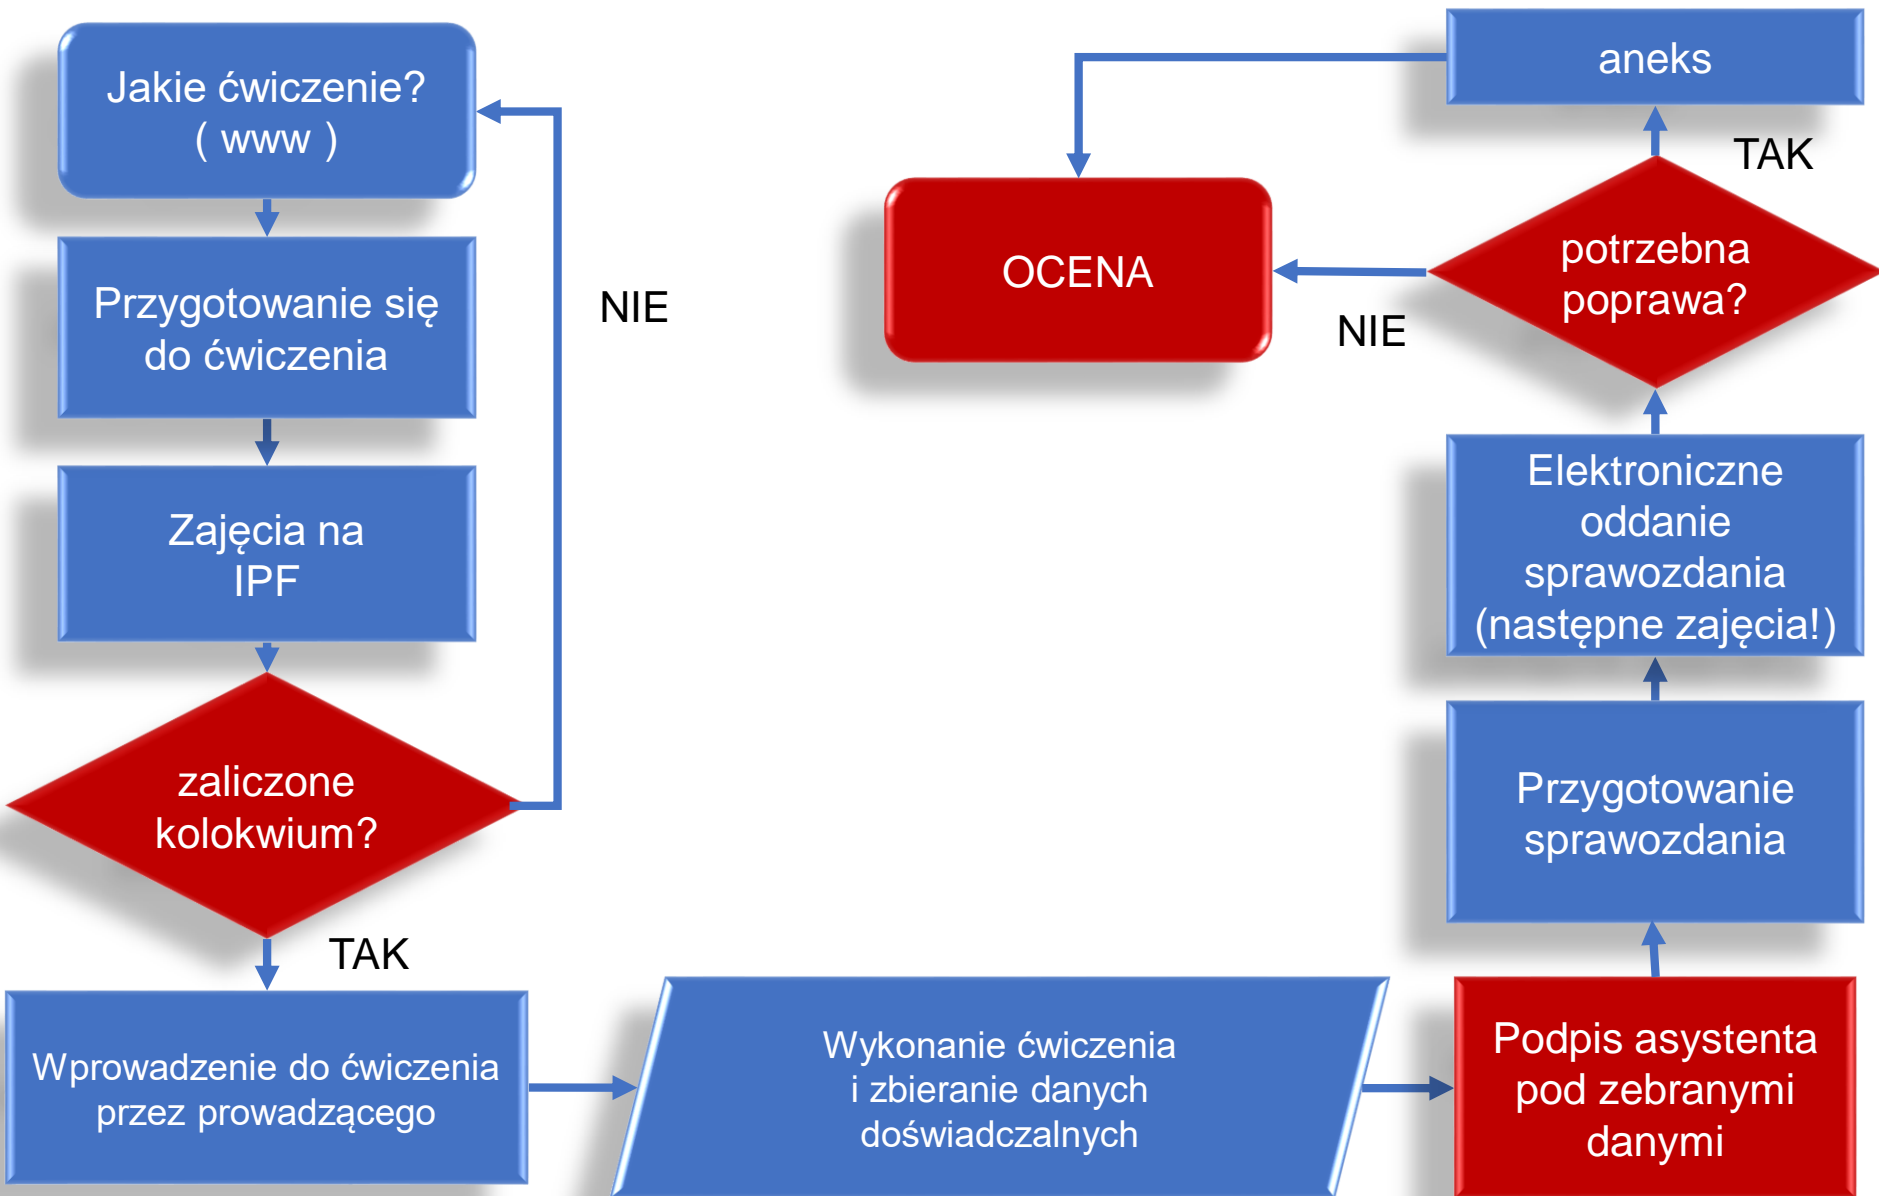 Jakie ćwiczenie?
( www )
Przygotowanie się
do ćwiczenia
Zajęcia na
IPF
zaliczone
kolokwium?
NIE
TAK
Wprowadzenie do ćwiczenia
przez prowadzącego
Wykonanie ćwiczenia
i zbieranie danych
doświadczalnych
Podpis asystenta
pod zebranymi
danymi
Przygotowanie
sprawozdania
Elektroniczne
oddanie
sprawozdania
(następne zajęcia!)
potrzebna
poprawa?
TAK
aneks
NIE
OCENA